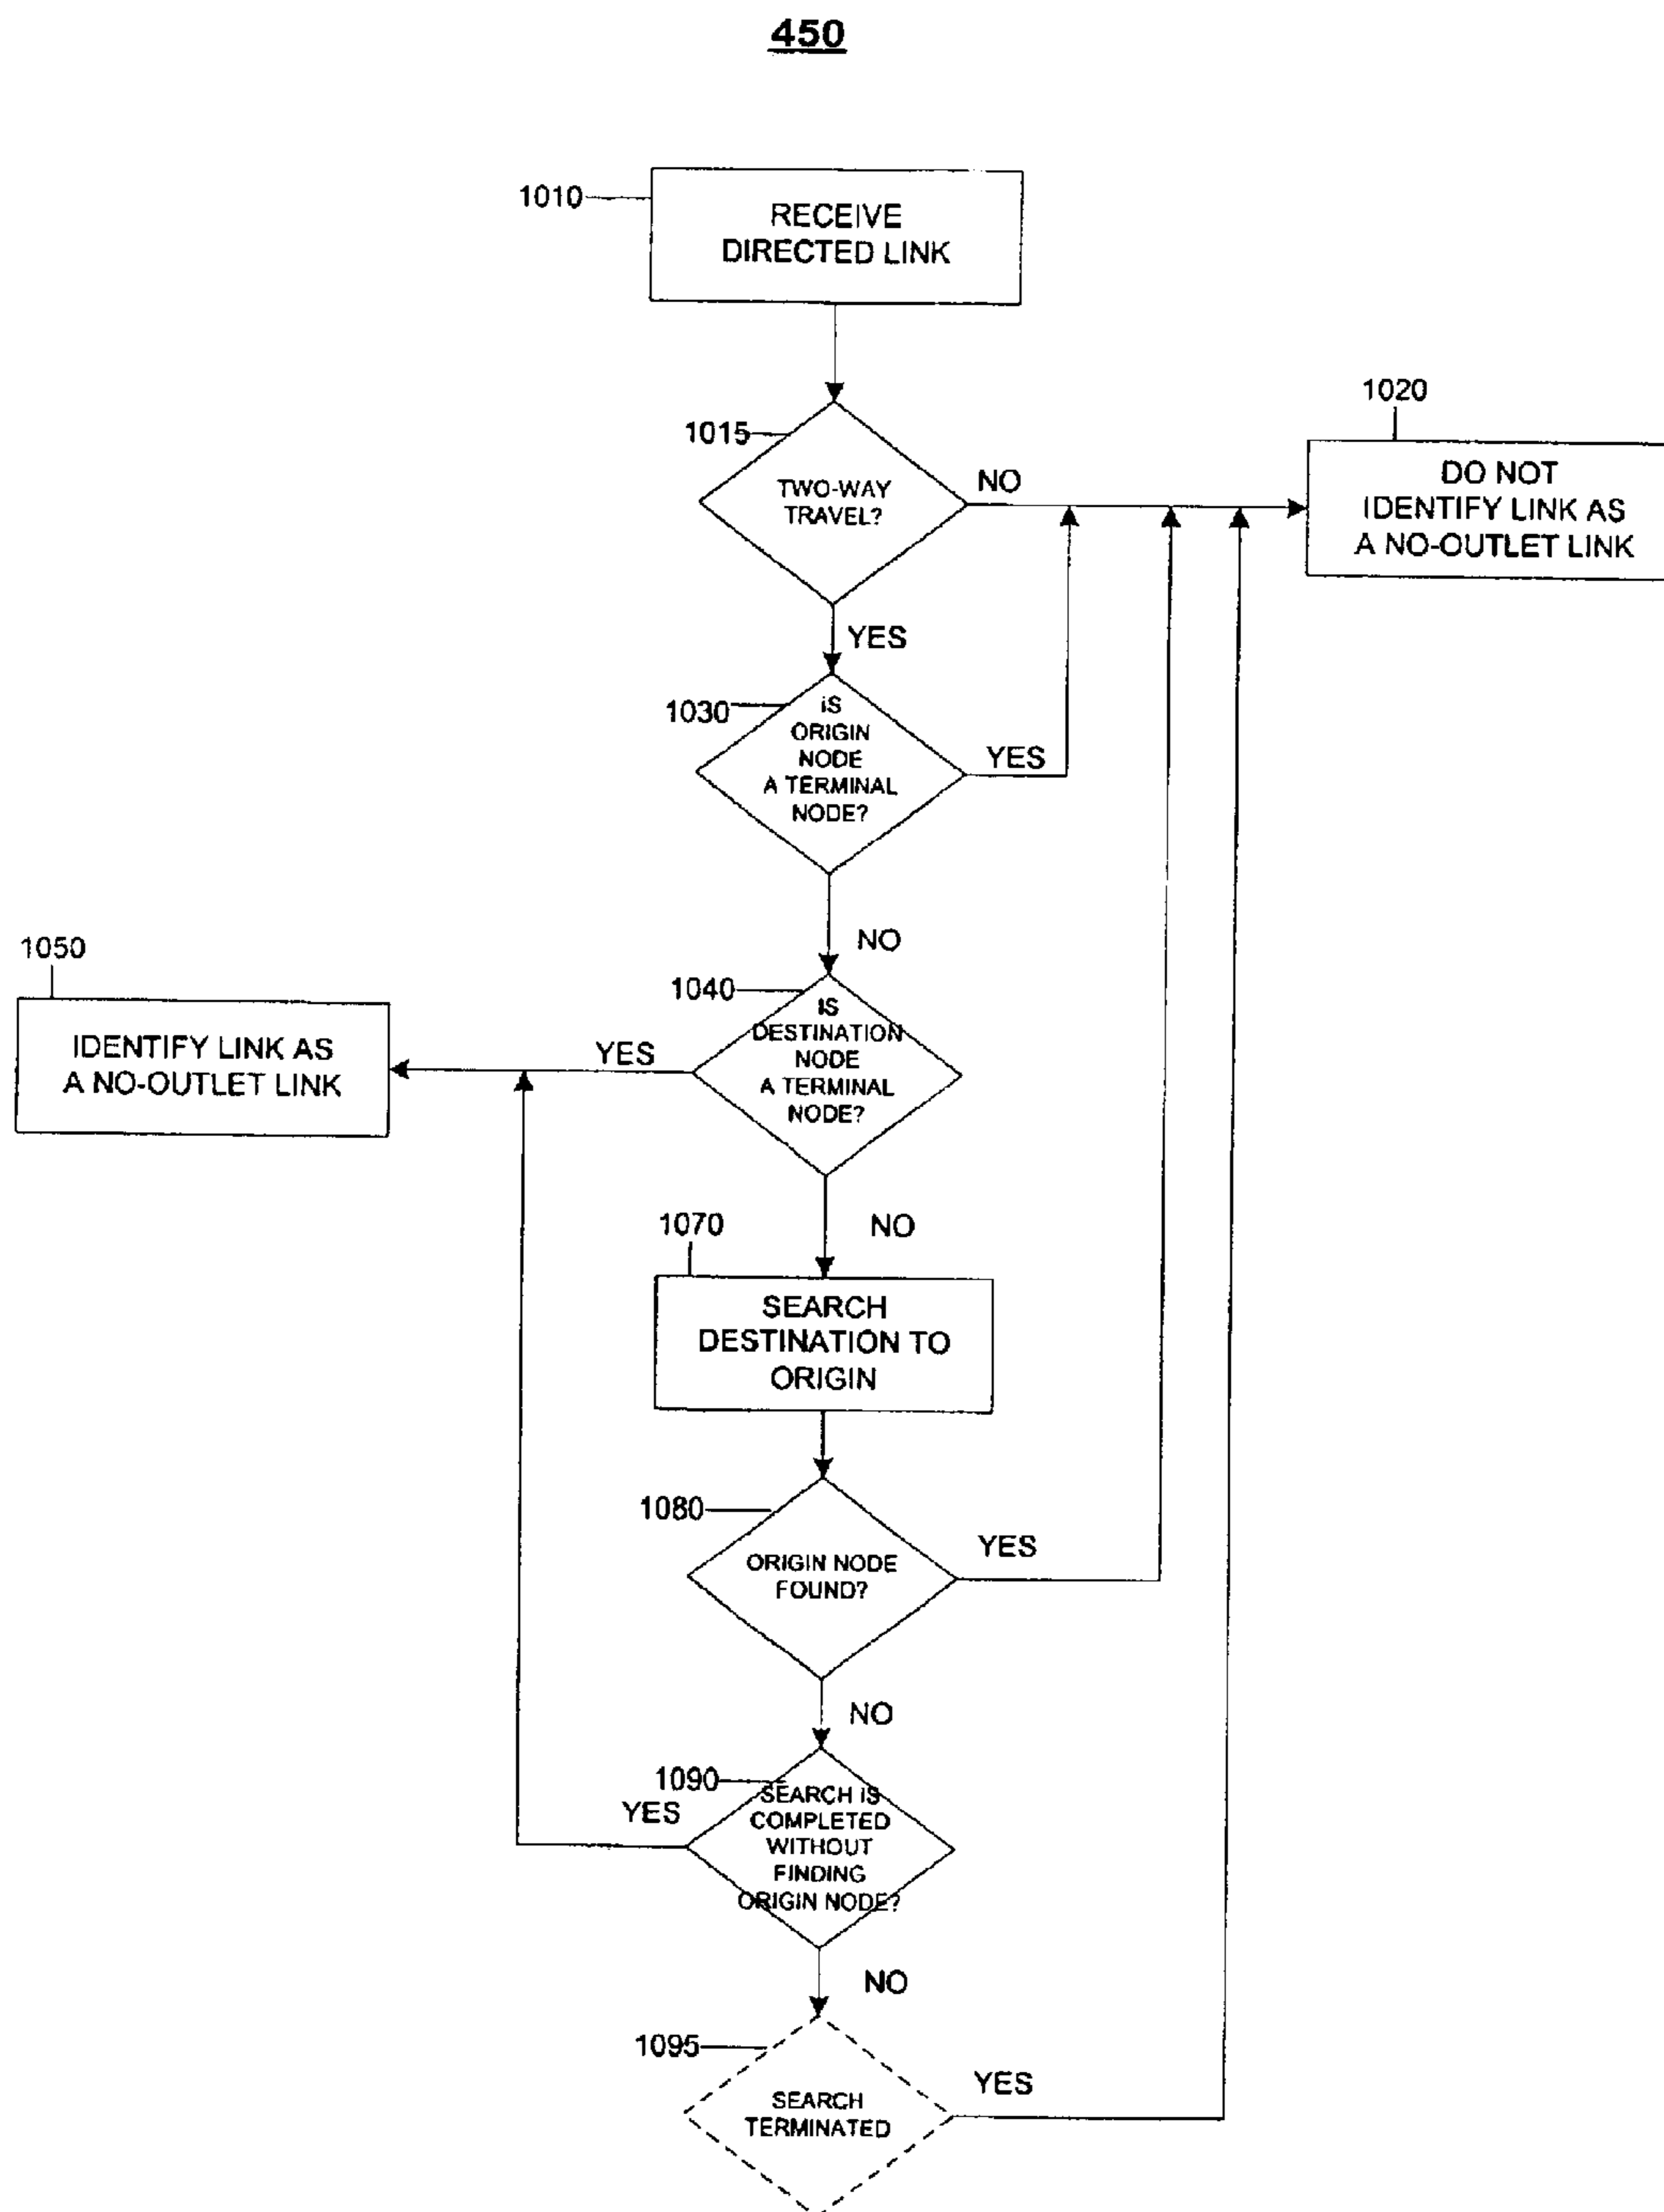 450
1010
RECEIVE
DIRECTED LINK
1015
TWO-WAY
TRAVEL?
NO
1020
DO NOT
IDENTIFY LINK AS
A NO-OUTLET LINK
YES
1030
IS
ORIGIN
NODE
A TERMINAL
NODE?
YES
NO
1040
IS
DESTINATION
NODE
A TERMINAL
NODE?
YES
1050
IDENTIFY LINK AS
A NO-OUTLET LINK
NO
1070
SEARCH
DESTINATION TO
ORIGIN
1080
ORIGIN NODE
FOUND?
YES
NO
1090
SEARCH IS
COMPLETED
WITHOUT
FINDING
ORIGIN NODE?
YES
NO
1095
SEARCH
TERMINATED
YES